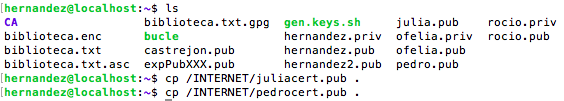 [hernandez@localhost:~$ ls
CA biblioteca.txt.gpg gen.keys.sh julia.pub rocio.priv
biblioteca.enc bucle hernandez.priv ofelia.priv rocio.pub
biblioteca.txt castrejon.pub hernandez.pub ofelia.pub
biblioteca.txt.asc expPubXXX.pub hernandez2.pub pedro.pub
[hernandez@localhost:~$ cp /INTERNET/juliacert.pub .
[hernandez@localhost:~$ cp /INTERNET/pedrocert.pub .